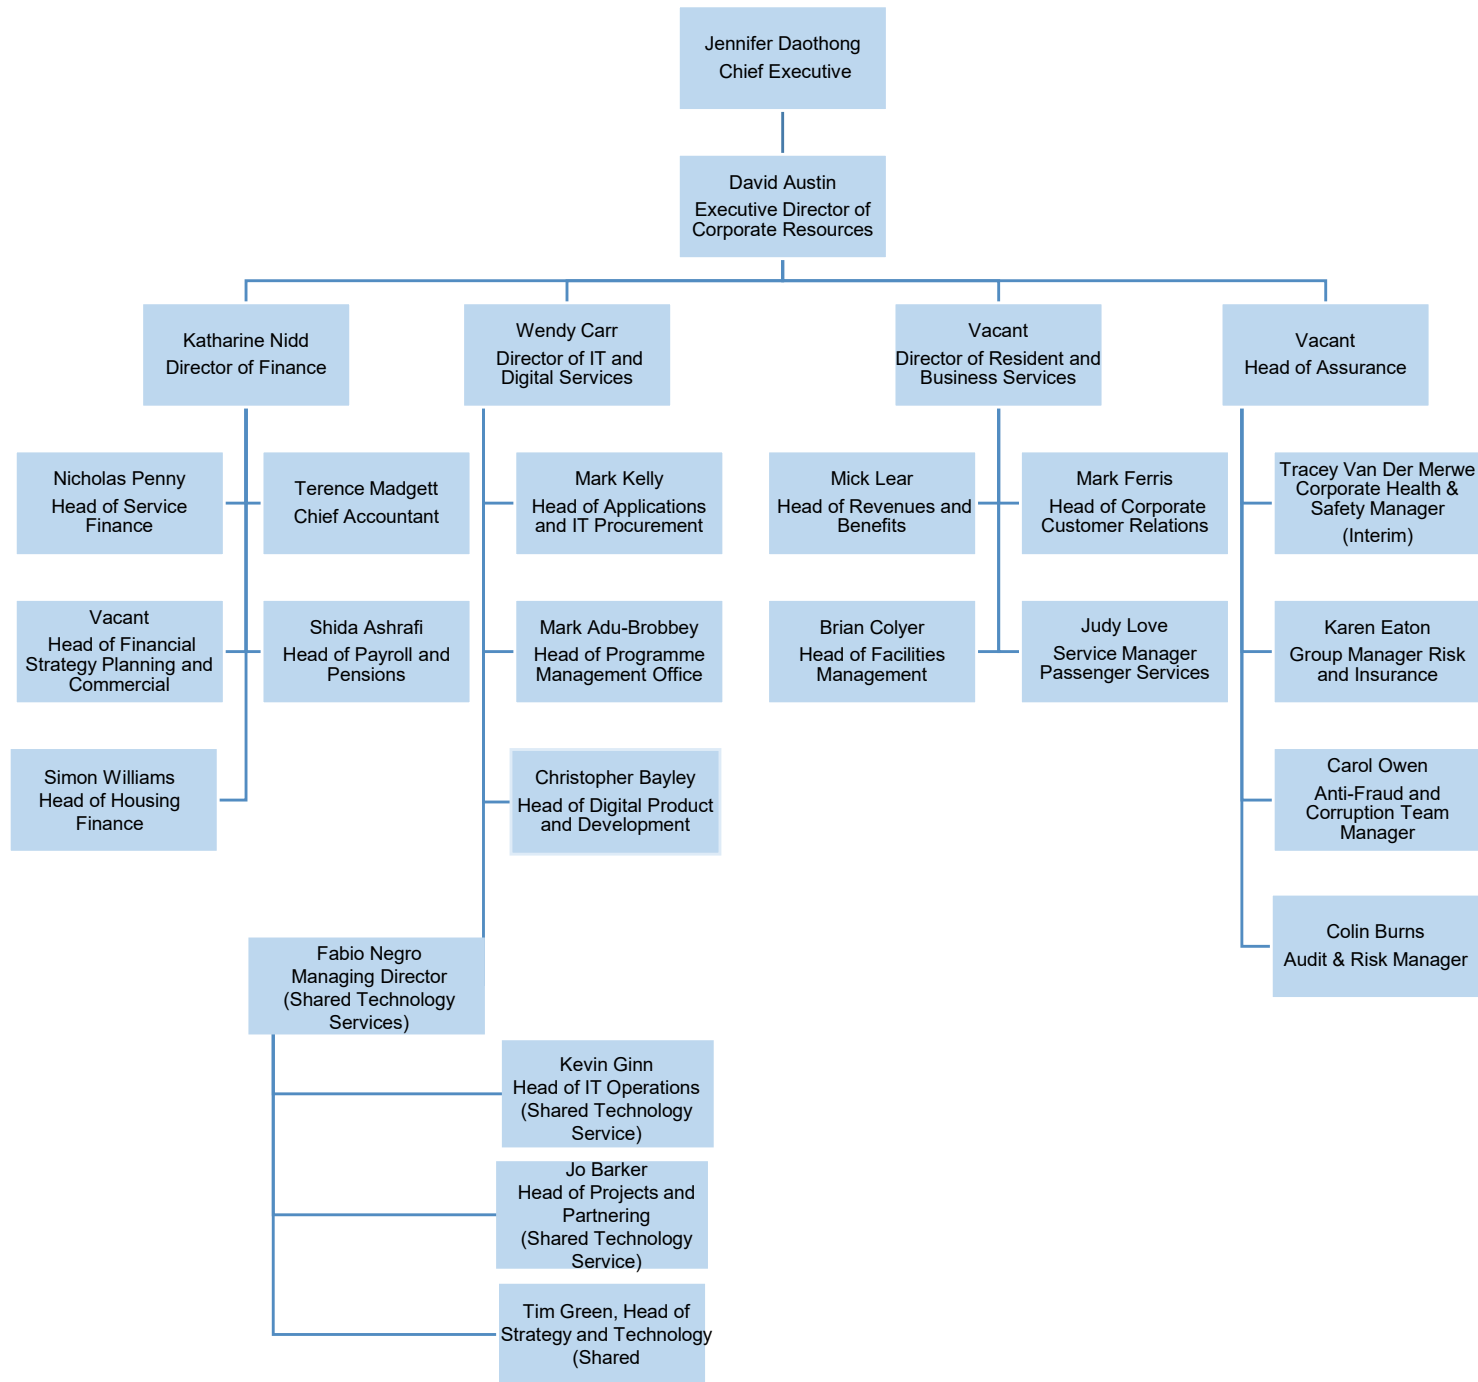 Jennifer Daothong
Chief Executive
David Austin
Executive Director of
Corporate Resources
Katharine Nidd
Director of Finance
Wendy Carr
Director of IT and
Digital Services
Vacant
Director of Resident and
Business Services
Vacant
Head of Assurance
Nicholas Penny
Head of Service
Finance
Terence Madgett
Chief Accountant
Mark Kelly
Head of Applications
and IT Procurement
Mick Lear
Head of Revenues and
Benefits
Mark Ferris
Head of Corporate
Customer Relations
Tracey Van Der Merwe
Corporate Health &
Safety Manager
(Interim)
Vacant
Head of Financial
Strategy Planning and
Commercial
Shida Ashrafi
Head of Payroll and
Pensions
Mark Adu-Brobbey
Head of Programme
Management Office
Brian Colyer
Head of Facilities
Management
Judy Love
Service Manager
Passenger Services
Karen Eaton
Group Manager Risk
and Insurance
Simon Williams
Head of Housing
Finance
Christopher Bayley
Head of Digital Product
and Development
Carol Owen
Anti-Fraud and
Corruption Team
Manager
Fabio Negro
Managing Director
(Shared Technology
Services)
Colin Burns
Audit & Risk Manager
Kevin Ginn
Head of IT Operations
(Shared Technology
Service)
Jo Barker
Head of Projects and
Partnering
(Shared Technology
Service)
Tim Green, Head of
Strategy and Technology
(Shared